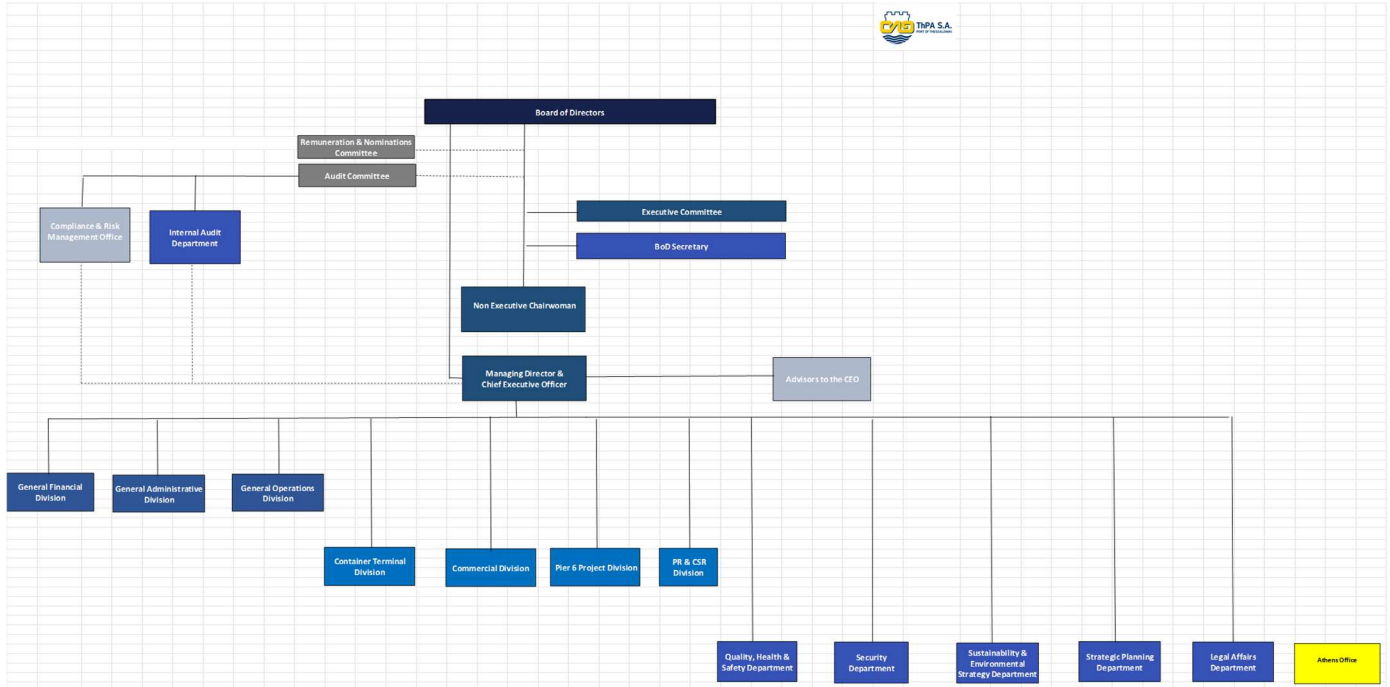 ThPA S.A.
PORT OF THESSALONIKI
Board of Directors
Remuneration & Nominations
Committee
Audit Committee
Executive Committee
Compliance & Risk
Management Office
Internal Audit
Department
BoD Secretary
Non Executive Chairwoman
Managing Director &
Chief Executive Officer
Advisors to the CEO
General Financial
Division
General Administrative
Division
General Operations
Division
Container Terminal
Division
Commercial Division
Pier 6 Project Division
PR & CSR
Division
Quality, Health &
Safety Department
Security
Department
Sustainability &
Environmental
Strategy Department
Strategic Planning
Department
Legal Affairs
Department
Athens Office